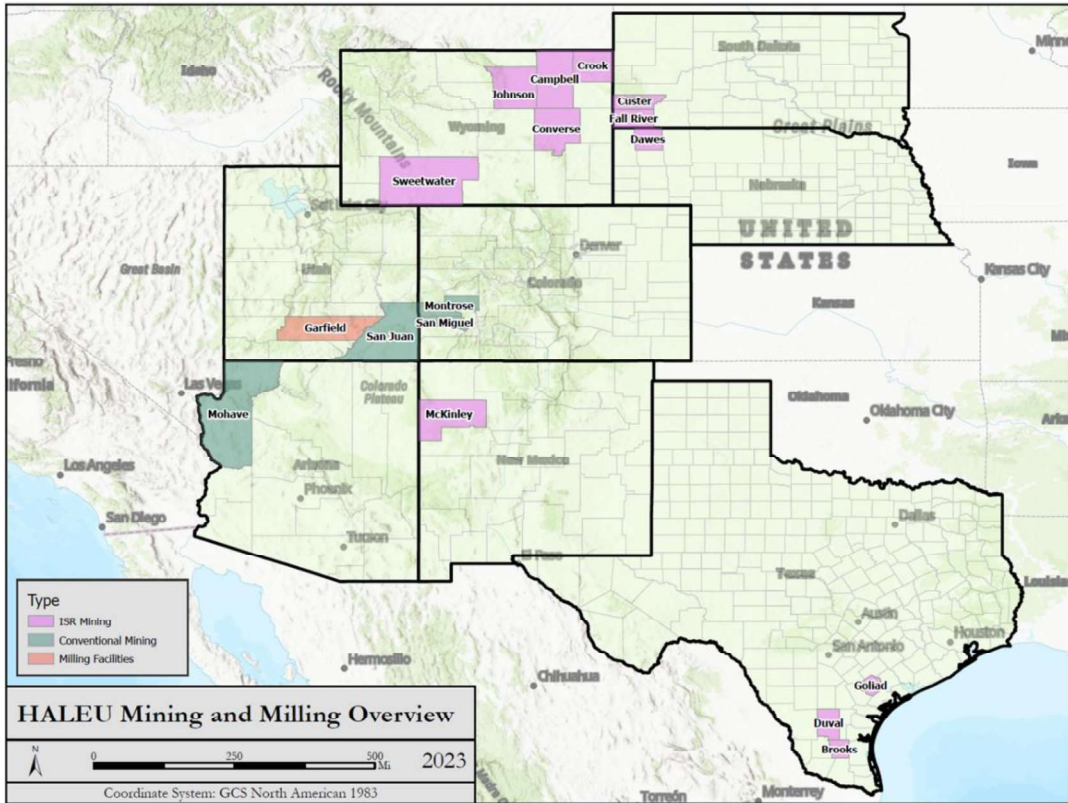 Minne
South Dakota
Idaho
Rocky Mountains
Crook
Campbell
Johnson
Custer
Wyoming
Fall River
Converse
Great Plains
Dawes
Iowa
Sweetwater
Nebraska
Salt Lake City
UNITED
STATES
Denver
Great Basin
Utah
Colorado
Kansas City
Montrose
Kansas
Garfield
San Miguel
San Juan
Fresno
Las Vegas
Colorado
Plateau
Oklahoma
Mohave
McKinley
Oklahoma City
Arka
Los Angeles
Arizona
New Mexico
Phoenix
San Diego
Dallas
Tucson
El Paso
Texas
Louisian
Type
ISR Mining
Conventional Mining
Milling Facilities
Austin
Houston
San Antonio
Hermosillo
Chihuahua
Goliad
HALEU Mining and Milling Overview
Duval
Brooks
N
0 250 500
Mi
2023
Coordinate System: GCS North American 1983
Torreón
Monterrey